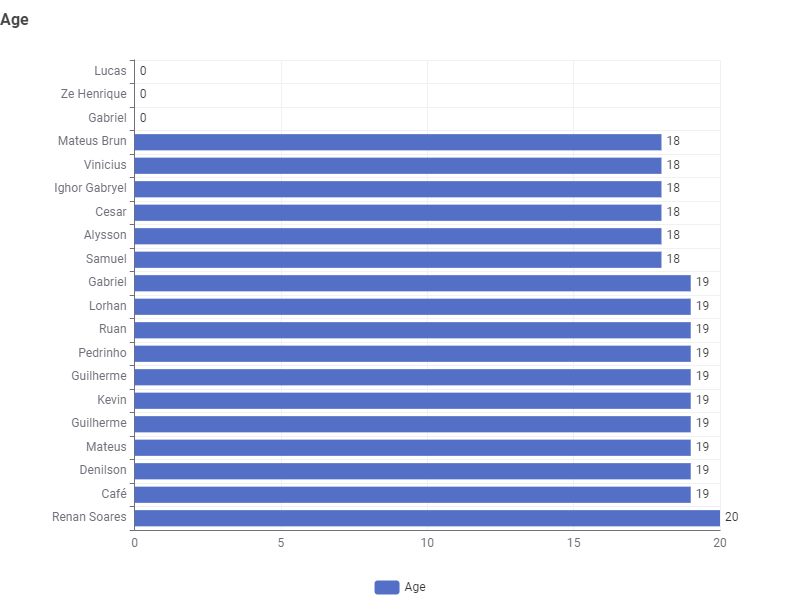 Age
Lucas 0
Ze Henrique 0
Gabriel 0
Mateus Brun 18
Vinicius 18
Ighor Gabryel 18
Cesar 18
Alysson 18
Samuel 18
Gabriel 19
Lorhan 19
Ruan 19
Pedrinho 19
Guilherme 19
Kevin 19
Guilherme 19
Mateus 19
Denilson 19
Café 19
Renan Soares 20
0 5 10 15 20
Age